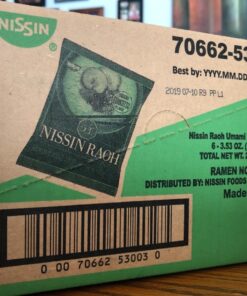 NISSIN
70662-53
Best by: YYYY.MM.DD
2019 07-10 R9 PP L1
NISSIN RAOH
Nissin Raoh Umami
6 - 3.53 OZ.
TOTAL NET
RAMEN NO
DISTRIBUTED BY: NISSIN FOODS
Made
0 00 70662 53003 0